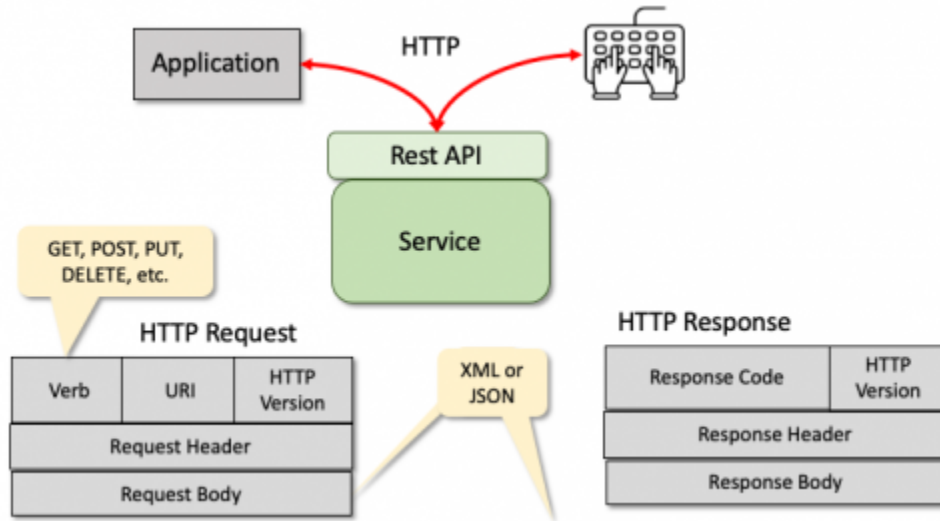 HTTP
Application
Rest API
Service
GET, POST, PUT,
DELETE, etc.
HTTP Request
Verb
URI
HTTP
Version
Request Header
Request Body
XML or
JSON
HTTP Response
Response Code
HTTP
Version
Response Header
Response Body